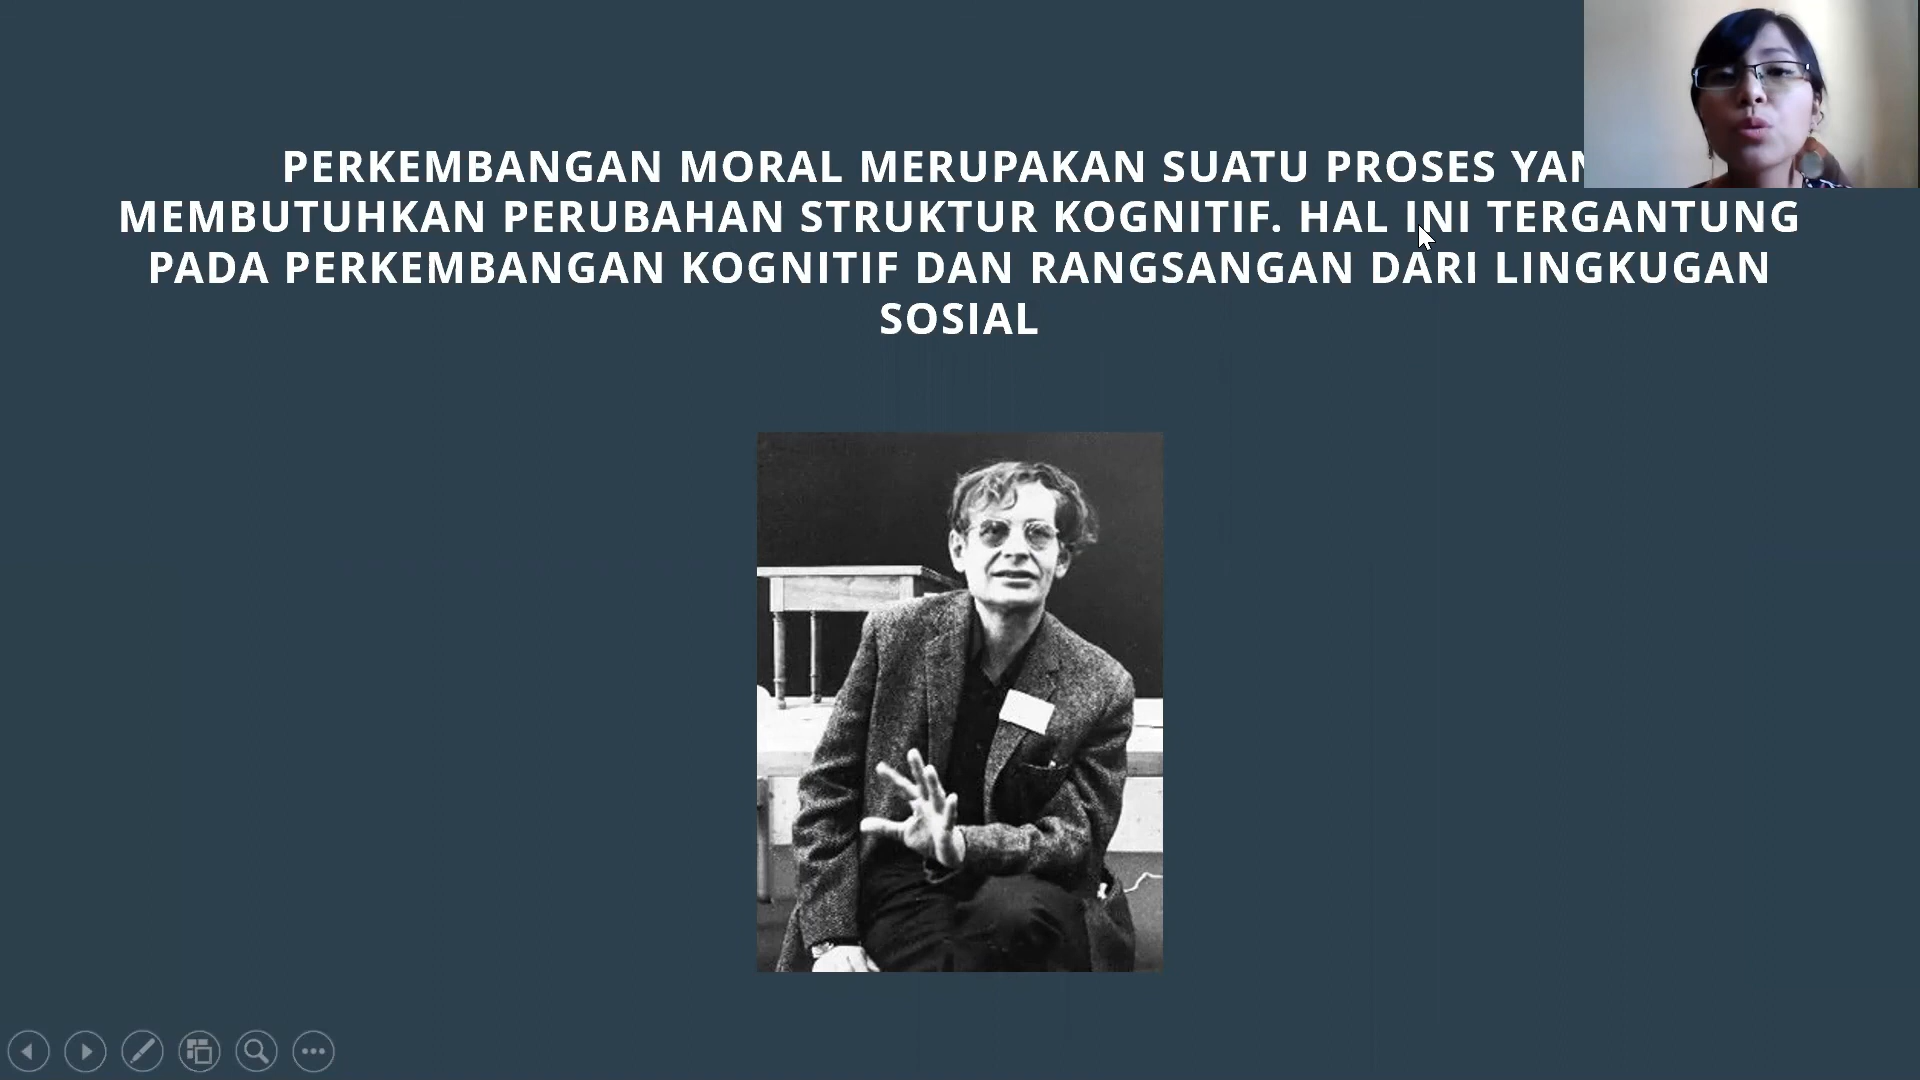 PERKEMBANGAN MORAL MERUPAKAN SUATU PROSES
MEMBUTUHKAN PERUBAHAN STRUKTUR KOGNITIF. HAL INI TERGANTUNG
PADA PERKEMBANGAN KOGNITIF DAN RANGSANGAN DARI LINGKUGAN
SOSIAL